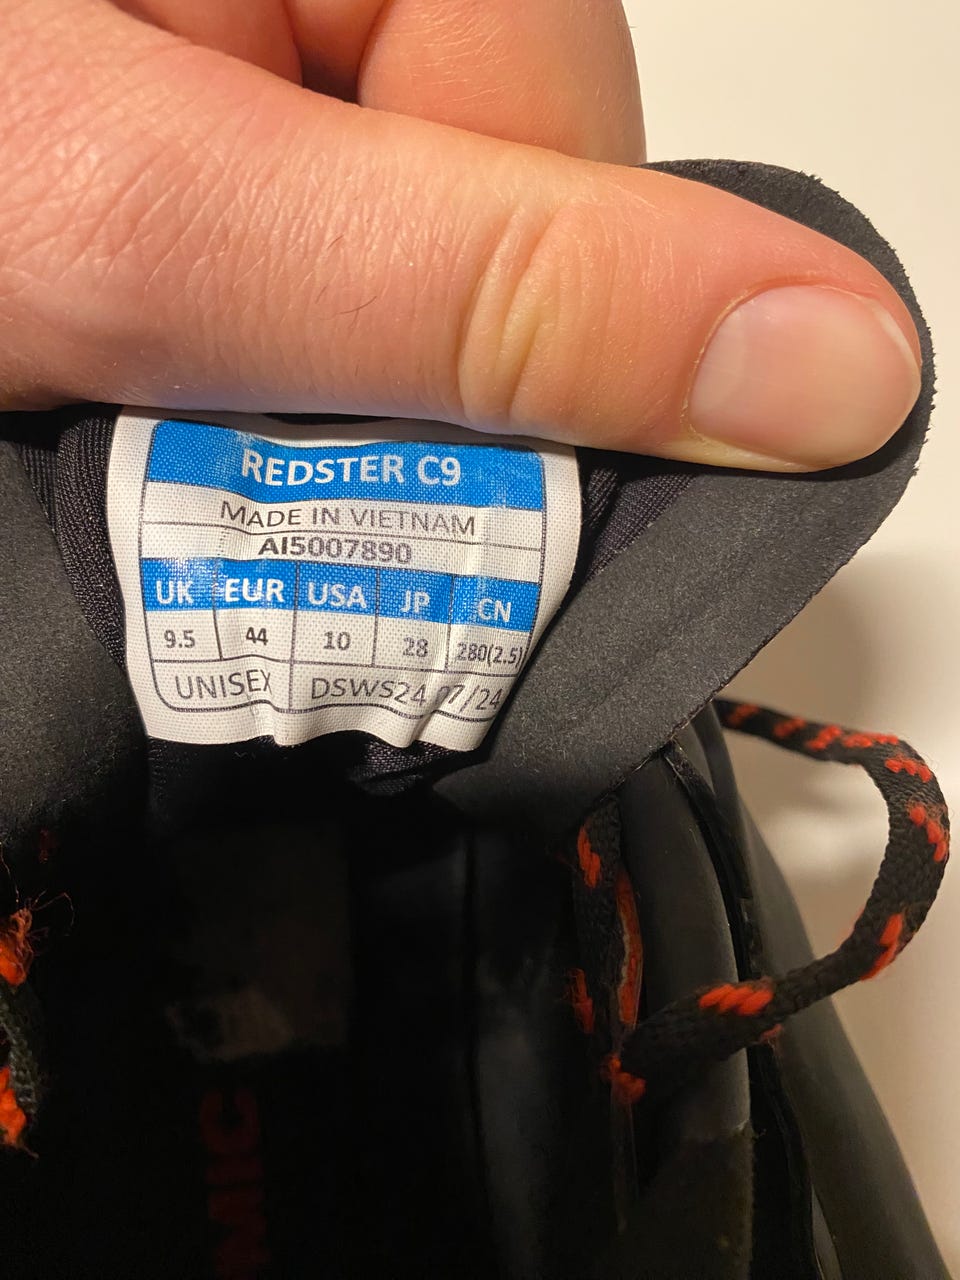 REDSTER C9
MADE IN VIETNAM
AI5007890
UK EUR USA JP CN
9.5 44 10 28 280(2.5)
UNISEX DSWS24 07/24
MIC